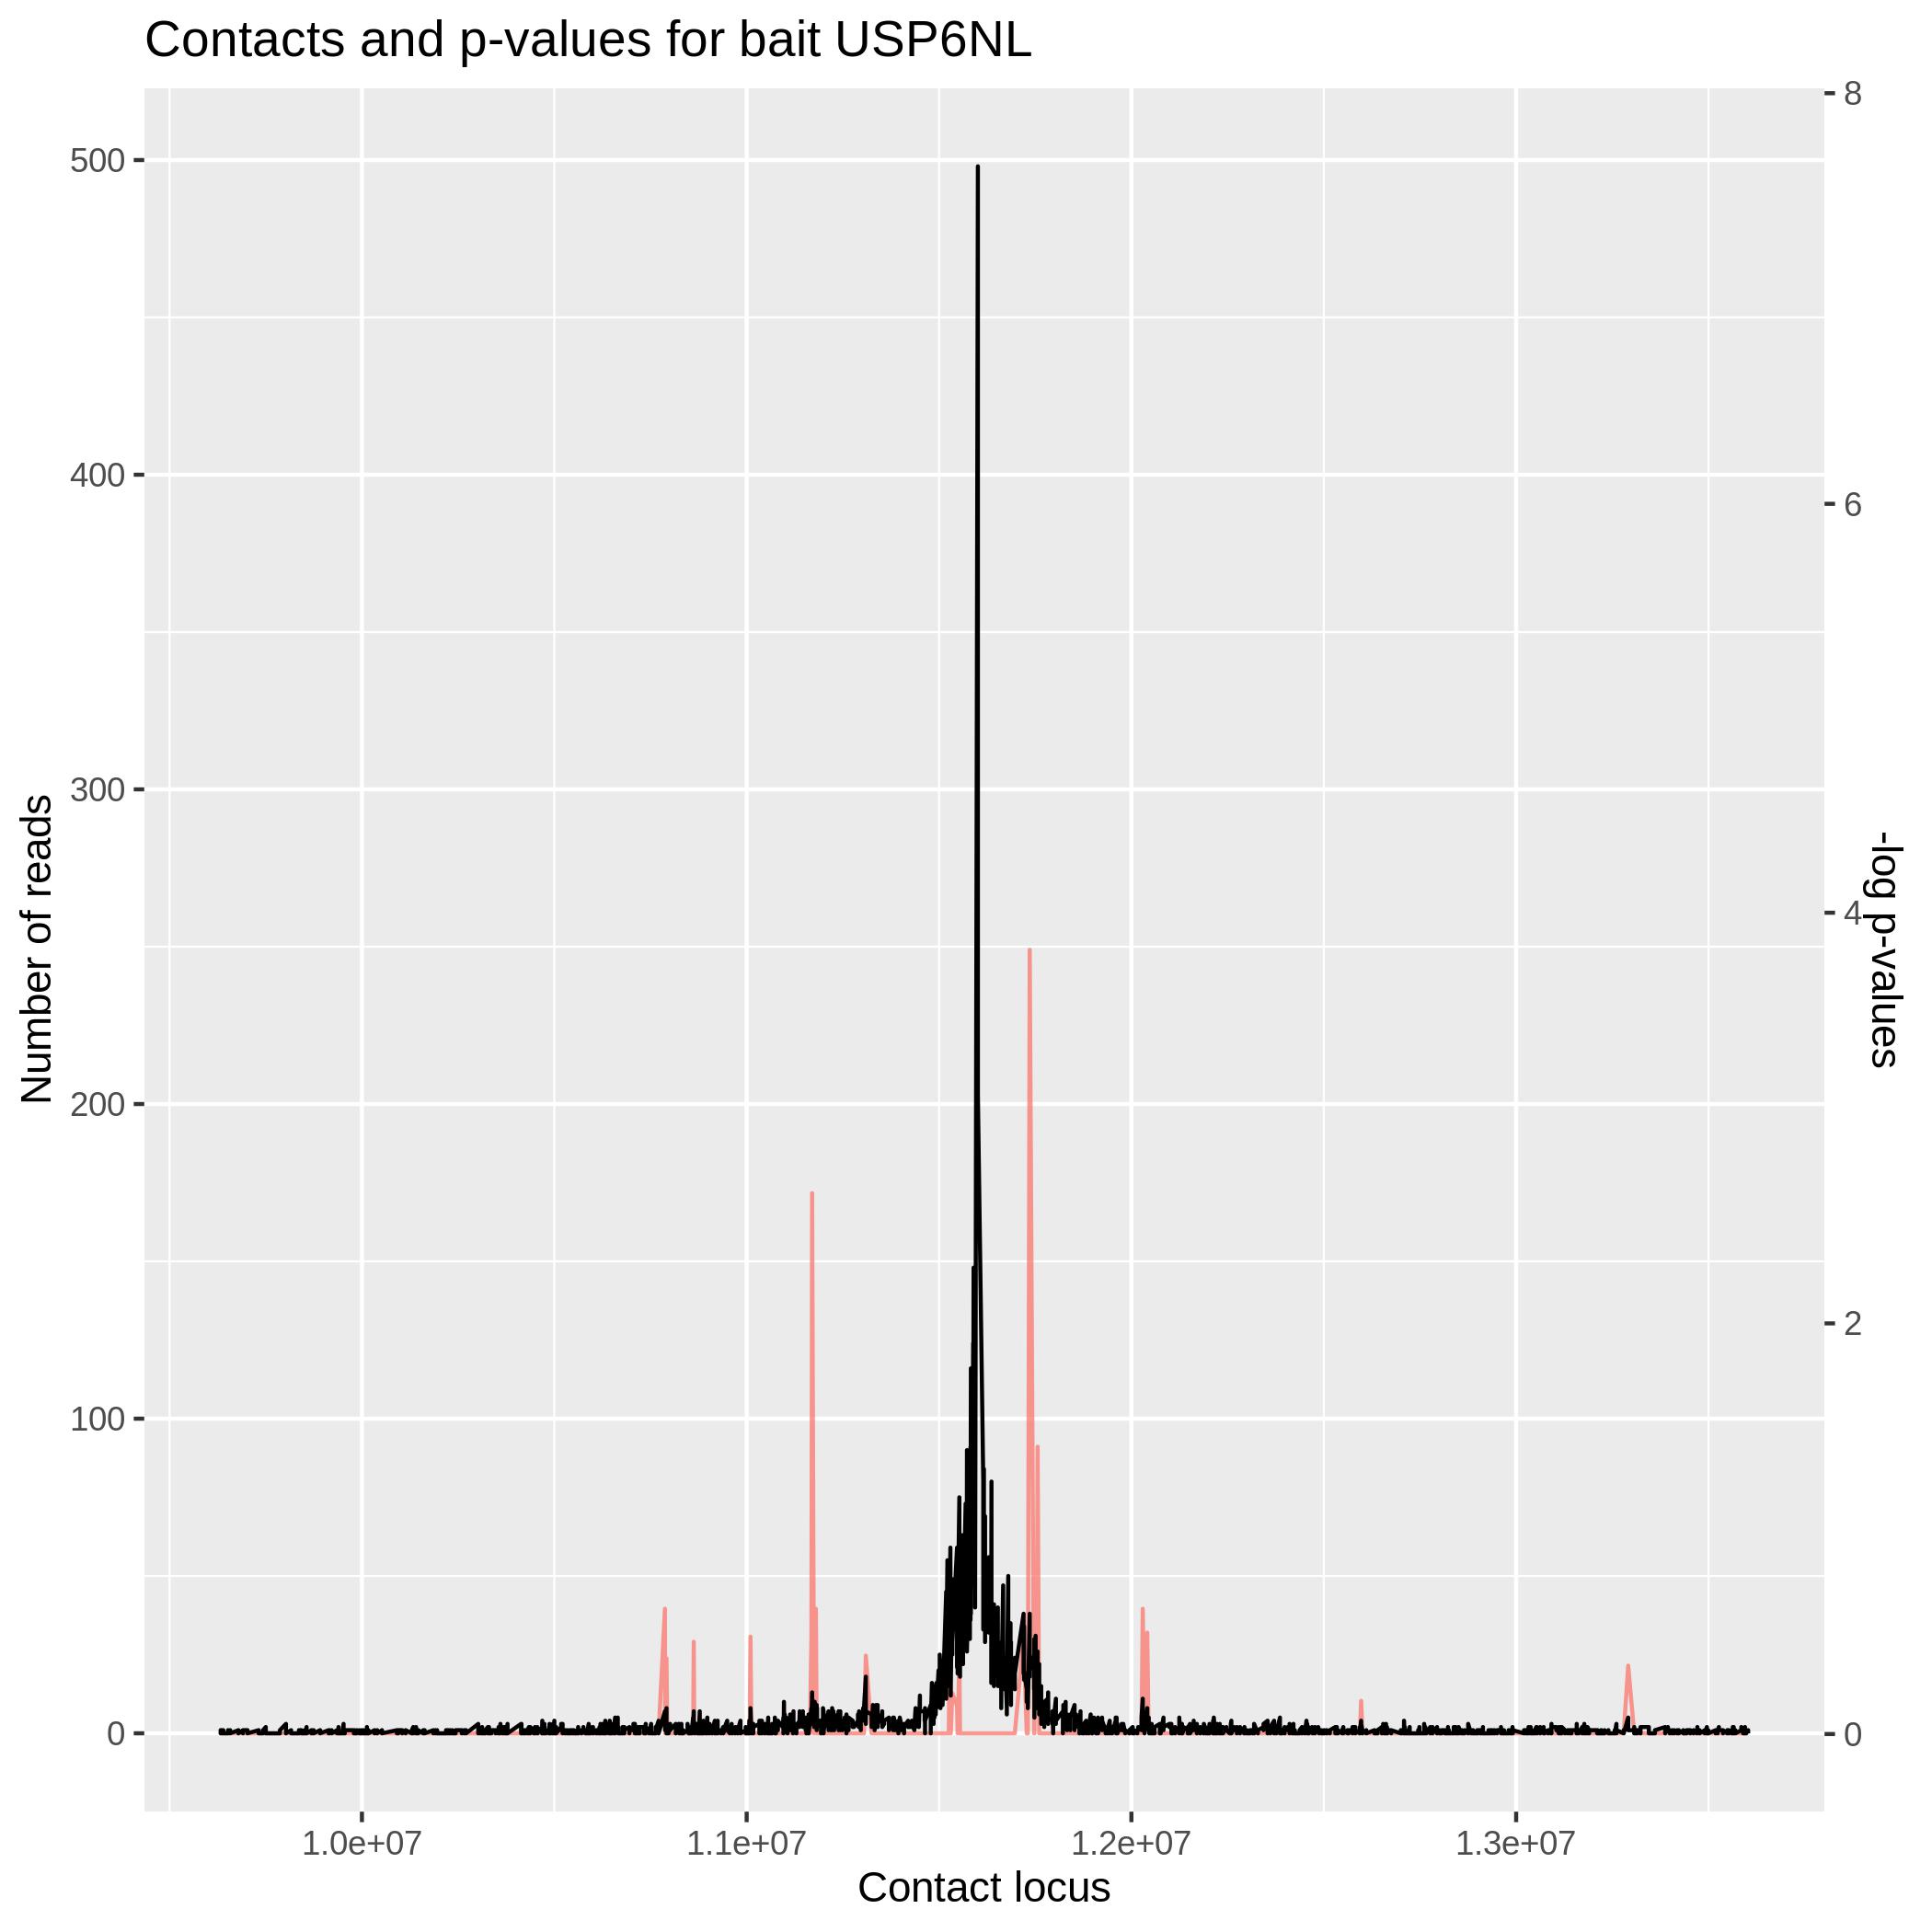 Contacts and p-values for bait USP6NL
Number of reads
500
400
300
200
100
0
8
6
4
2
0
-log p-values
1.0e+07
1.1e+07
1.2e+07
1.3e+07
Contact locus